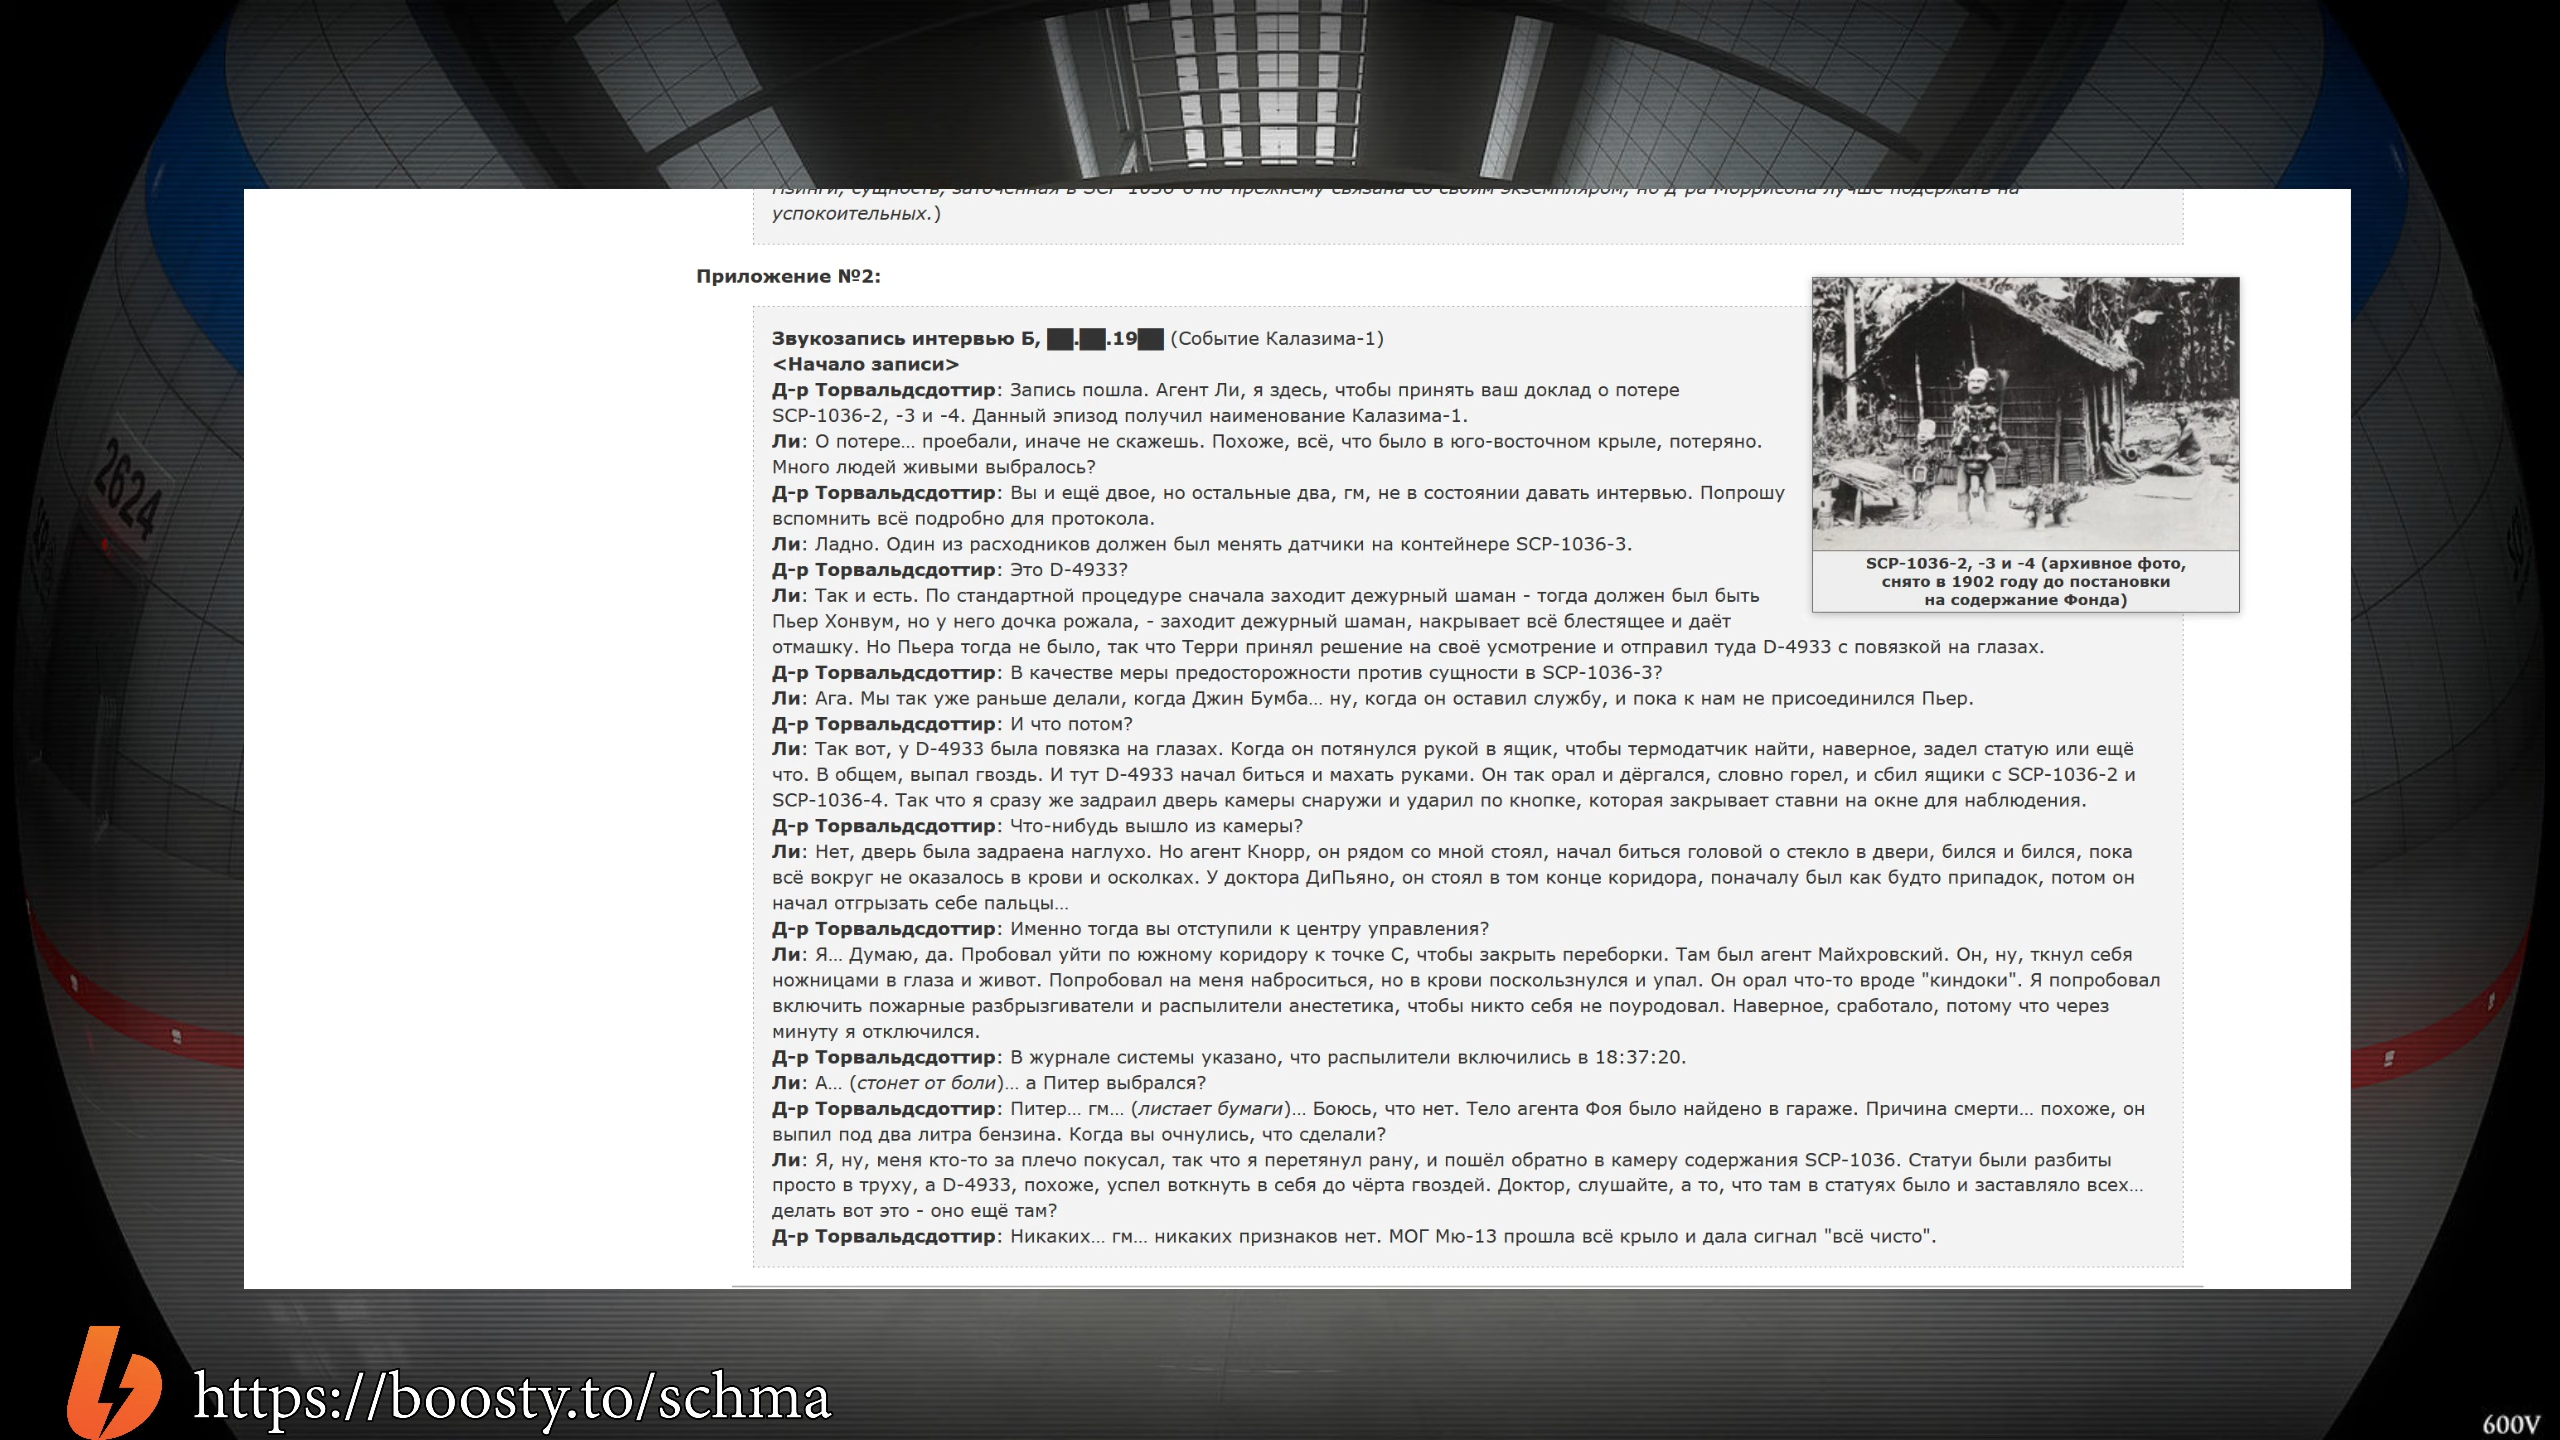 Нзинги, сущность, заточённая в SCP-1036-6 по-прежнему связана со своим экземпляром, но д-ра Моррисона лучше подержать на
успокоительных.)
Приложение №2:
Звукозапись интервью Б, ██.██.19██ (Событие Калазима-1)
<Начало записи>
Д-р Торвальдсдоттир: Запись пошла. Агент Ли, я здесь, чтобы принять ваш доклад о потере
SCP-1036-2, -3 и -4. Данный эпизод получил наименование Калазима-1.
Ли: О потере... проебали, иначе не скажешь. Похоже, всё, что было в юго-восточном крыле, потеряно.
Много людей живыми выбралось?
Д-р Торвальдсдоттир: Вы и ещё двое, но остальные два, гм, не в состоянии давать интервью. Попрошу
вспомнить всё подробно для протокола.
Ли: Ладно. Один из расходников должен был менять датчики на контейнере SCP-1036-3.
Д-р Торвальдсдоттир: Это D-4933?
Ли: Так и есть. По стандартной процедуре сначала заходит дежурный шаман - тогда должен был быть
Пьер Хонвум, но у него дочка рожала, - заходит дежурный шаман, накрывает всё блестящее и даёт
отмашку. Но Пьера тогда не было, так что Терри принял решение на своё усмотрение и отправил туда D-4933 с повязкой на глазах.
Д-р Торвальдсдоттир: В качестве меры предосторожности против сущности в SCP-1036-3?
Ли: Ага. Мы так уже раньше делали, когда Джин Бумба... ну, когда он оставил службу, и пока к нам не присоединился Пьер.
Д-р Торвальдсдоттир: И что потом?
Ли: Так вот, у D-4933 была повязка на глазах. Когда он потянулся рукой в ящик, чтобы термодатчик найти, наверное, задел статую или ещё
что. В общем, выпал гвоздь. И тут D-4933 начал биться и махать руками. Он так орал и дёргался, словно горел, и сбил ящики с SCP-1036-2 и
SCP-1036-4. Так что я сразу же задраил дверь камеры снаружи и ударил по кнопке, которая закрывает ставни на окне для наблюдения.
Д-р Торвальдсдоттир: Что-нибудь вышло из камеры?
Ли: Нет, дверь была задраена наглухо. Но агент Кнорр, он рядом со мной стоял, начал биться головой о стекло в двери, бился и бился, пока
всё вокруг не оказалось в крови и осколках. У доктора ДиПьяно, он стоял в том конце коридора, поначалу был как будто припадок, потом он
начал отгрызать себе пальцы...
Д-р Торвальдсдоттир: Именно тогда вы отступили к центру управления?
Ли: Я... Думаю, да. Пробовал уйти по южному коридору к точке С, чтобы закрыть переборки. Там был агент Майхровский. Он, ну, ткнул себя
ножницами в глаза и живот. Попробовал на меня наброситься, но в крови поскользнулся и упал. Он орал что-то вроде "киндоки". Я попробовал
включить пожарные разбрызгиватели и распылители анестетика, чтобы никто себя не поуродовал. Наверное, сработало, потому что через
минуту я отключился.
Д-р Торвальдсдоттир: В журнале системы указано, что распылители включились в 18:37:20.
Ли: А... (стонет от боли)... а Питер выбрался?
Д-р Торвальдсдоттир: Питер... гм... (листает бумаги)... Боюсь, что нет. Тело агента Фоя было найдено в гараже. Причина смерти... похоже, он
выпил под два литра бензина. Когда вы очнулись, что сделали?
Ли: Я, ну, меня кто-то за плечо покусал, так что я перетянул рану, и пошёл обратно в камеру содержания SCP-1036. Статуи были разбиты
просто в труху, а D-4933, похоже, успел воткнуть в себя до чёрта гвоздей. Доктор, слушайте, а то, что там в статуях было и заставляло всех...
делать вот это - оно ещё там?
Д-р Торвальдсдоттир: Никаких... гм... никаких признаков нет. МОГ Мю-13 прошла всё крыло и дала сигнал "всё чисто".
SCP-1036-2, -3 и -4 (архивное фото,
снято в 1902 году до постановки
на содержание Фонда)
2624
https://boosty.to/schma
600V